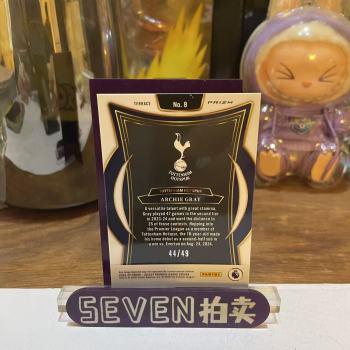 TERRACE
No. 8
PRIZM
TOTTENHAM
HOTSPUR
TOTTENHAM HOTSPUR
ARCHIE GRAY
A versatile talent with great stamina,
Gray played 47 games in the second tier
in 2023-24 and went the distance in
25 of those contests. Hopping into
the Premier League as a member of
Tottenham Hotspur, the 18-year-old made
his home debut as a second-half sub in
a win vs. Everton on Aug. 24, 2024.
44/49
PANINI
SEVEN拍卖